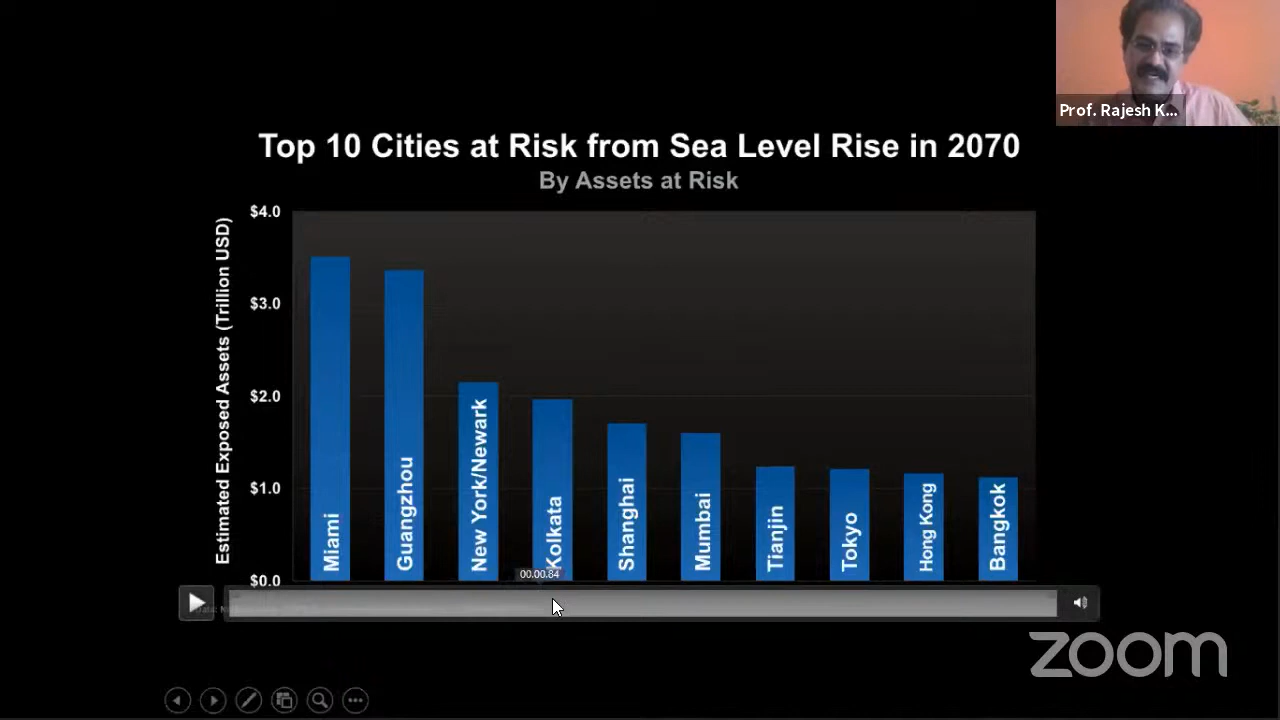 Prof. Rajesh K...
Top 10 Cities at Risk from Sea Level Rise in 2070
By Assets at Risk
Estimated Exposed Assets (Trillion USD)
$4.0
$3.0
$2.0
$1.0
$0.0
Miami
Guangzhou
New York/Newark
Kolkata
Shanghai
Mumbai
Tianjin
Tokyo
Hong Kong
Bangkok
00:00.84
zoom